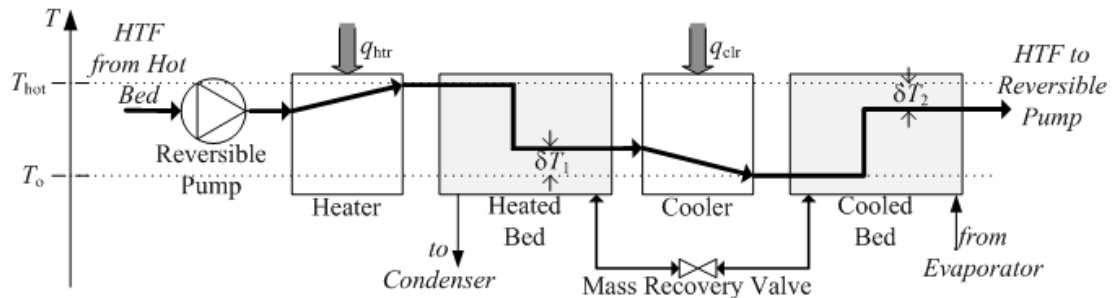 T
HTF
from Hot
Bed
q_htr
q_clr
HTF to
Reversible
Pump
T_hot
δT_2
Reversible
Pump
T_o
δT_1
Heater
Heated
Bed
Cooler
Cooled
Bed
to
Condenser
Mass Recovery Valve
from
Evaporator